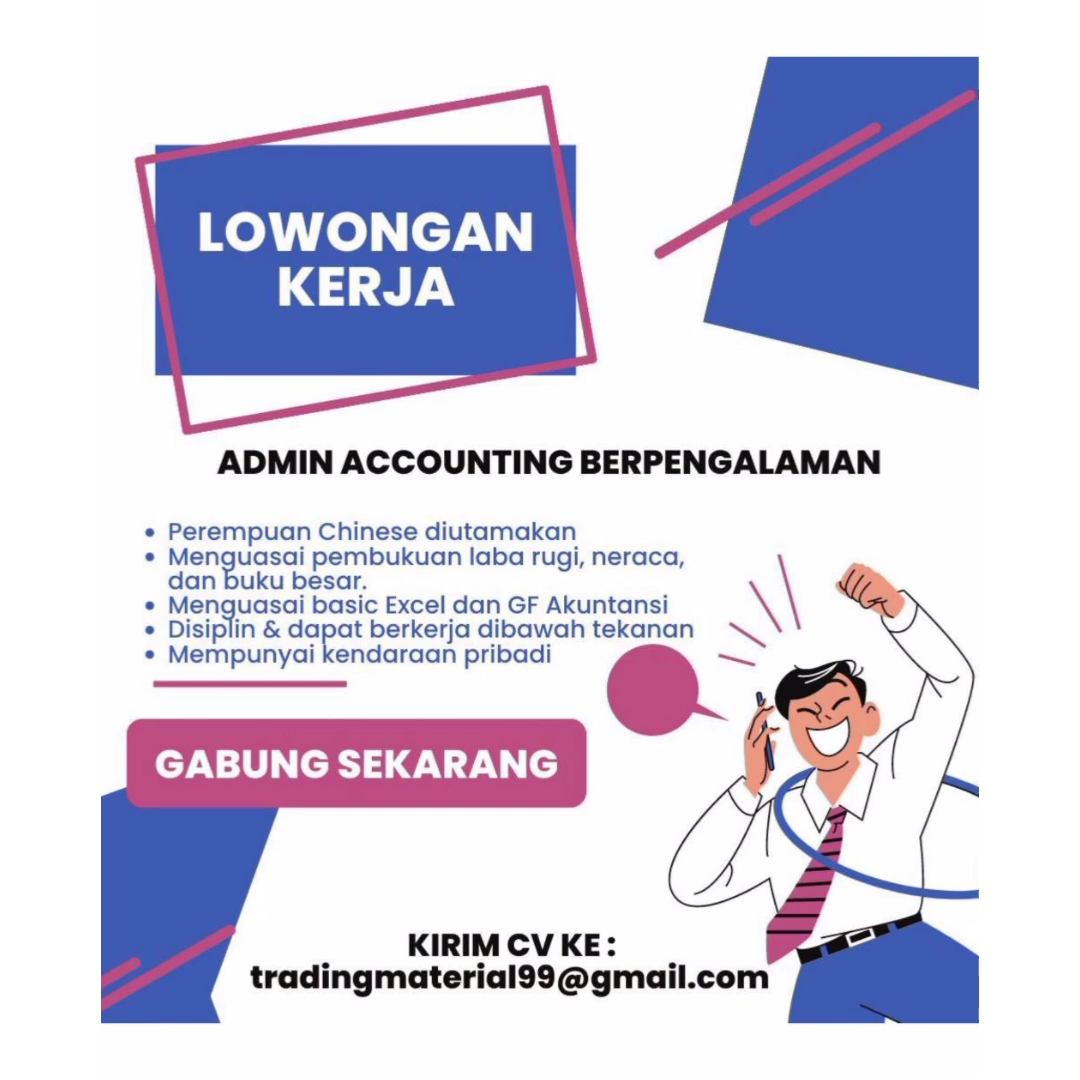 LOWONGAN
KERJA
ADMIN ACCOUNTING BERPENGALAMAN
• Perempuan Chinese diutamakan
• Menguasai pembukuan laba rugi, neraca,
dan buku besar.
• Menguasai basic Excel dan GF Akuntansi
• Disiplin & dapat berkerja dibawah tekanan
• Mempunyai kendaraan pribadi
GABUNG SEKARANG
KIRIM CV KE :
tradingmaterial99@gmail.com